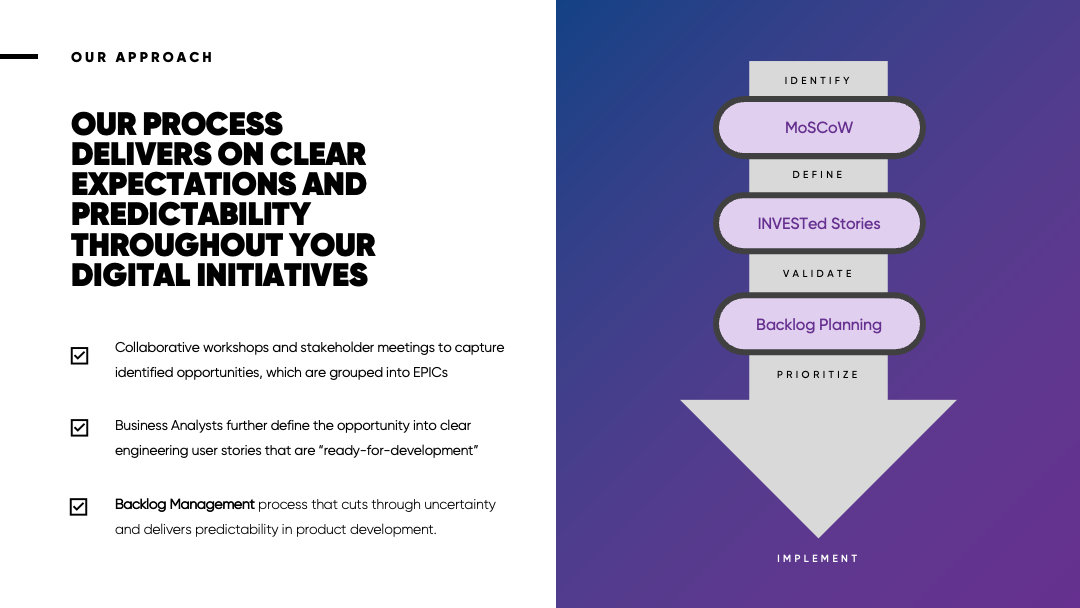 OUR APPROACH
OUR PROCESS
DELIVERS ON CLEAR
EXPECTATIONS AND
PREDICTABILITY
THROUGHOUT YOUR
DIGITAL INITIATIVES
Collaborative workshops and stakeholder meetings to capture
identified opportunities, which are grouped into EPICs
Business Analysts further define the opportunity into clear
engineering user stories that are “ready-for-development”
Backlog Management process that cuts through uncertainty
and delivers predictability in product development.
IDENTIFY
MoSCoW
DEFINE
INVESTed Stories
VALIDATE
Backlog Planning
PRIORITIZE
IMPLEMENT